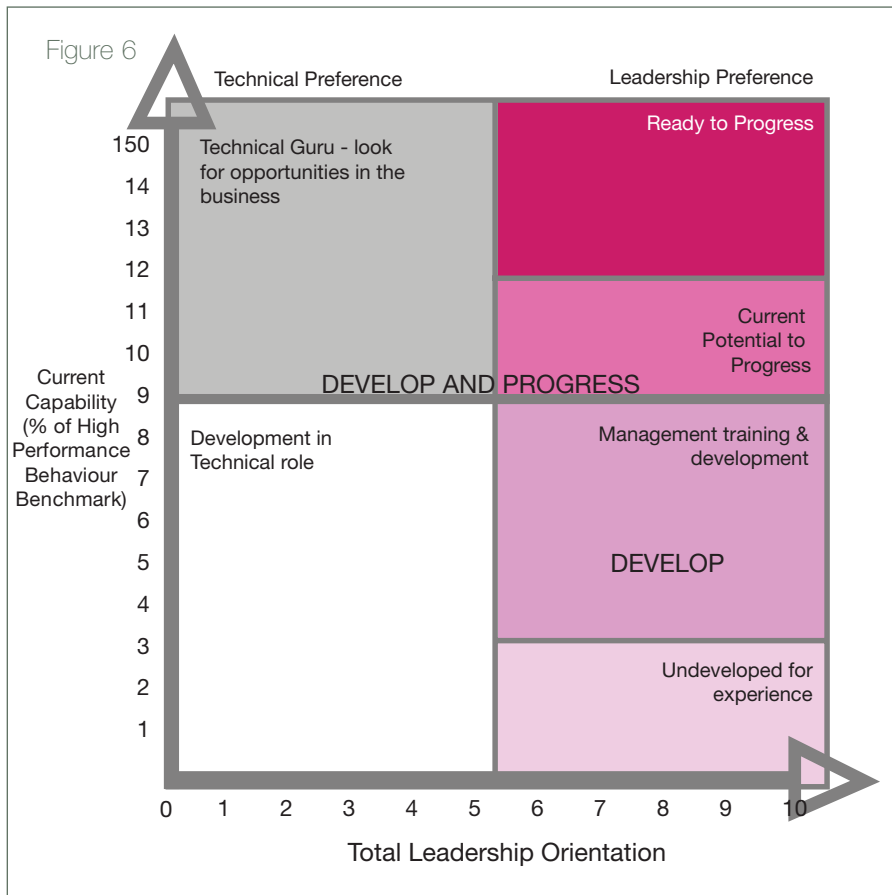 Figure 6
Technical Preference
Leadership Preference
Technical Guru - look
for opportunities in the
business
Ready to Progress
Current
Potential to
Progress
DEVELOP AND PROGRESS
Development in
Technical role
Management training &
development
DEVELOP
Undeveloped for
experience
Current
Capability
(% of High
Performance
Behaviour
Benchmark)
150
14
13
12
11
10
9
8
7
6
5
4
3
2
1
0 1 2 3 4 5 6 7 8 9 10
Total Leadership Orientation